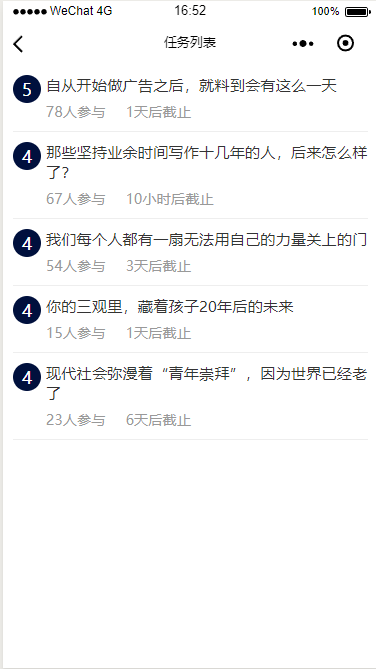 WeChat 4G 16:52 100%
任务列表
5 自从开始做广告之后，就料到会有这么一天
78人参与 1天后截止
4 那些坚持业余时间写作十几年的人，后来怎么样
了？
67人参与 10小时后截止
4 我们每个人都有一扇无法用自己的力量关上的门
54人参与 3天后截止
4 你的三观里，藏着孩子20年后的未来
15人参与 1天后截止
4 现代社会弥漫着“青年崇拜”，因为世界已经老
了
23人参与 6天后截止